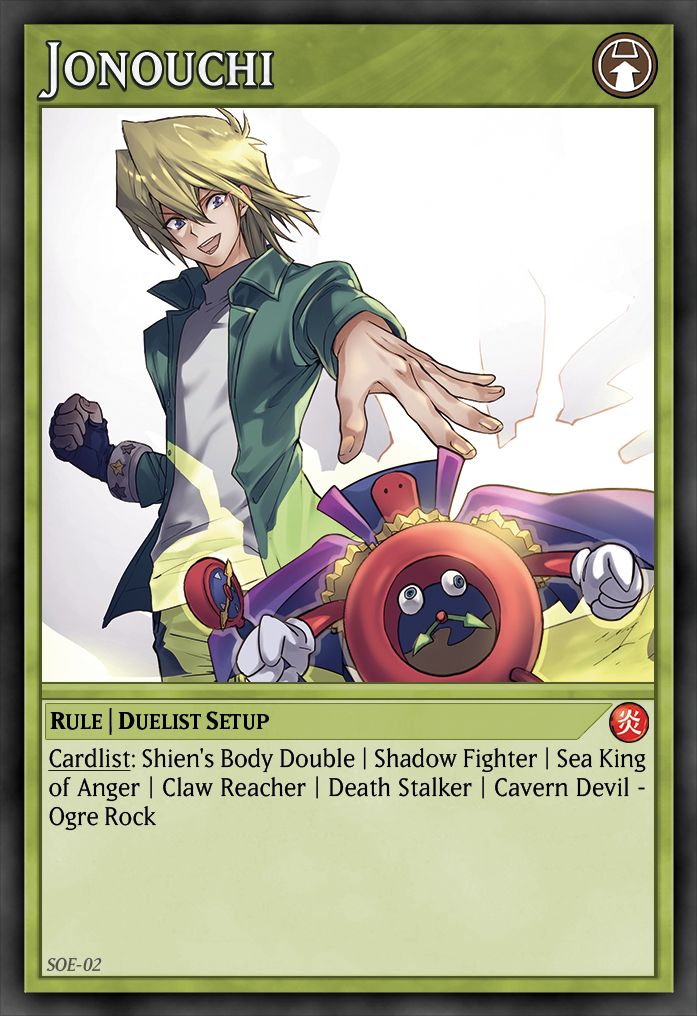 Jonouchi
Rule | Duelist Setup
炎
Cardlist: Shien's Body Double | Shadow Fighter | Sea King
of Anger | Claw Reacher | Death Stalker | Cavern Devil -
Ogre Rock
SOE-02